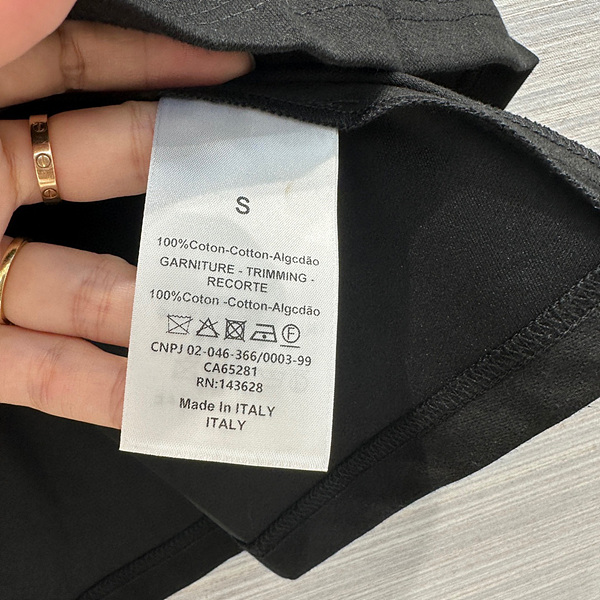 S
100%Coton-Cotton-Algcdão
GARNITURE - TRIMMING -
RECORTE
100%Coton -Cotton-Algcdão
CNPJ 02-046-366/0003-99
CA65281
RN:143628
Made In ITALY
ITALY